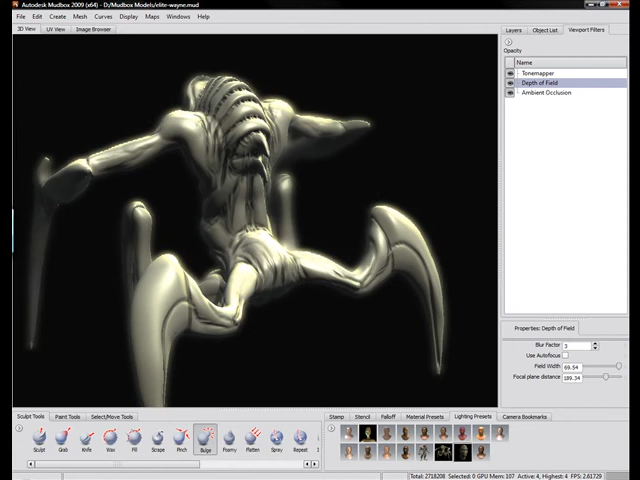 Autodesk Mudbox 2009 (x64) - D:/Mudbox Models/elite-wayne.mud
File Edit Create Mesh Curves Display Maps Windows Help
3D View UV View Image Browser
Layers Object List Viewport Filters
Opacity
Name
Tonemapper
Depth of Field
Ambient Occlusion
Properties: Depth of Field
Blur Factor 3
Use Autofocus
Field Width 69.54
Focal plane distance 189.34
Sculpt Tools Paint Tools Select/Move Tools
Stamp Stencil Falloff Material Presets Lighting Presets Camera Bookmarks
Sculpt Grab Knife Wax Fill Scrape Pinch Bulge Foamy Flatten Spray Repeat
Total: 2718208 Selected: 0 GPU Mem: 107 Active: 4, Highest: 4 FPS: 2.61729